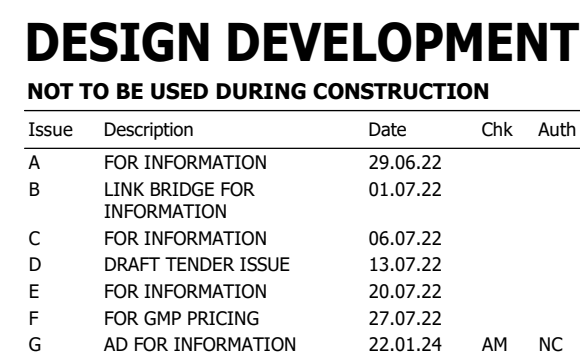 DESIGN DEVELOPMENT
NOT TO BE USED DURING CONSTRUCTION
Issue Description Date Chk Auth
A FOR INFORMATION 29.06.22
B LINK BRIDGE FOR 01.07.22
INFORMATION
C FOR INFORMATION 06.07.22
D DRAFT TENDER ISSUE 13.07.22
E FOR INFORMATION 20.07.22
F FOR GMP PRICING 27.07.22
G AD FOR INFORMATION 22.01.24 AM NC